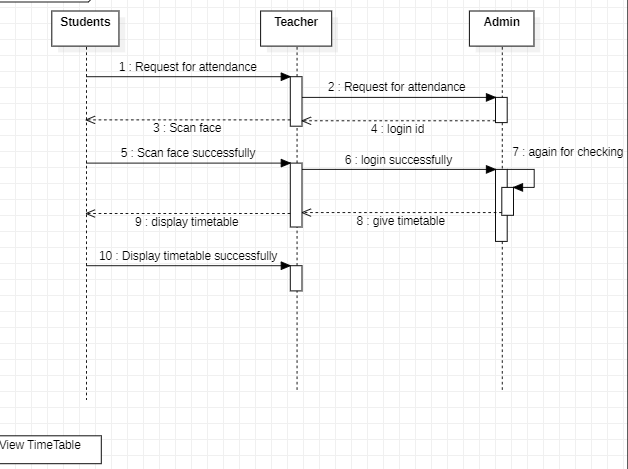 Students
Teacher
Admin
1 : Request for attendance
2 : Request for attendance
3 : Scan face
4 : login id
5 : Scan face successfully
6 : login successfully
7 : again for checking
8 : give timetable
9 : display timetable
10 : Display timetable successfully
View TimeTable